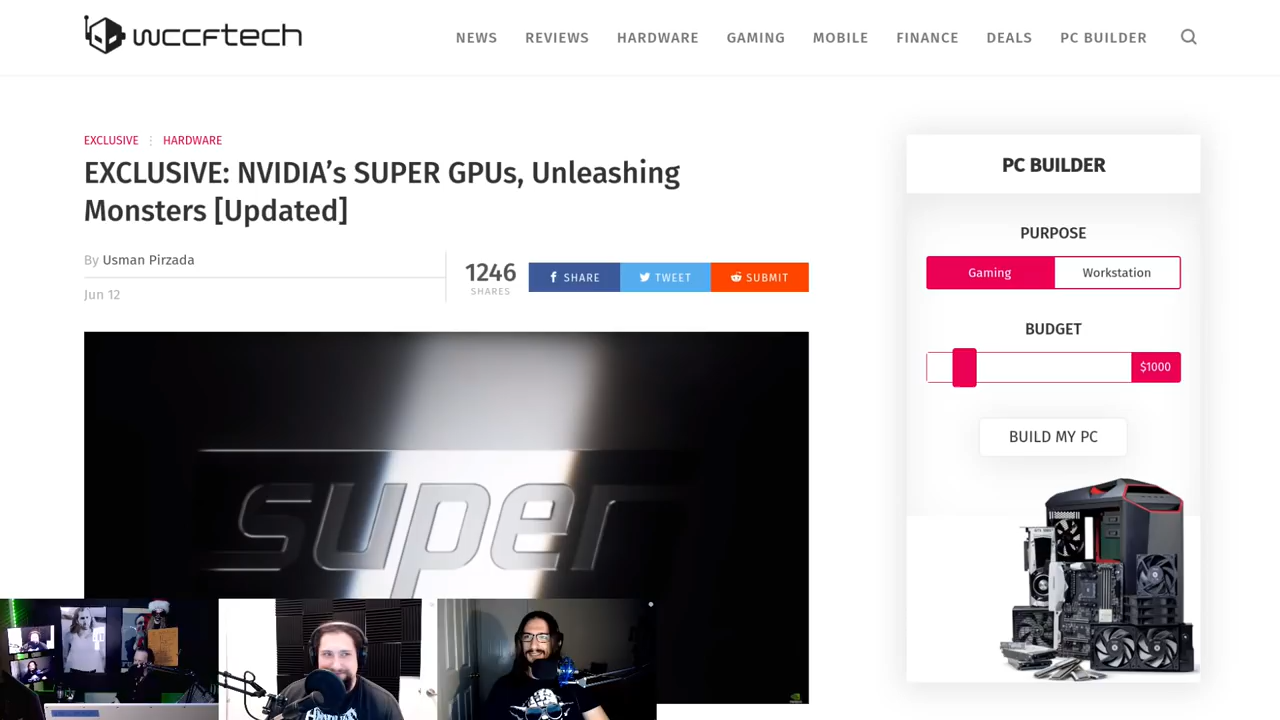 wccftech
NEWS REVIEWS HARDWARE GAMING MOBILE FINANCE DEALS PC BUILDER
EXCLUSIVE HARDWARE
EXCLUSIVE: NVIDIA’s SUPER GPUs, Unleashing
Monsters [Updated]
By Usman Pirzada
Jun 12
1246
SHARES
SHARE
TWEET
SUBMIT
super
PC BUILDER
PURPOSE
Gaming Workstation
BUDGET
$1000
BUILD MY PC